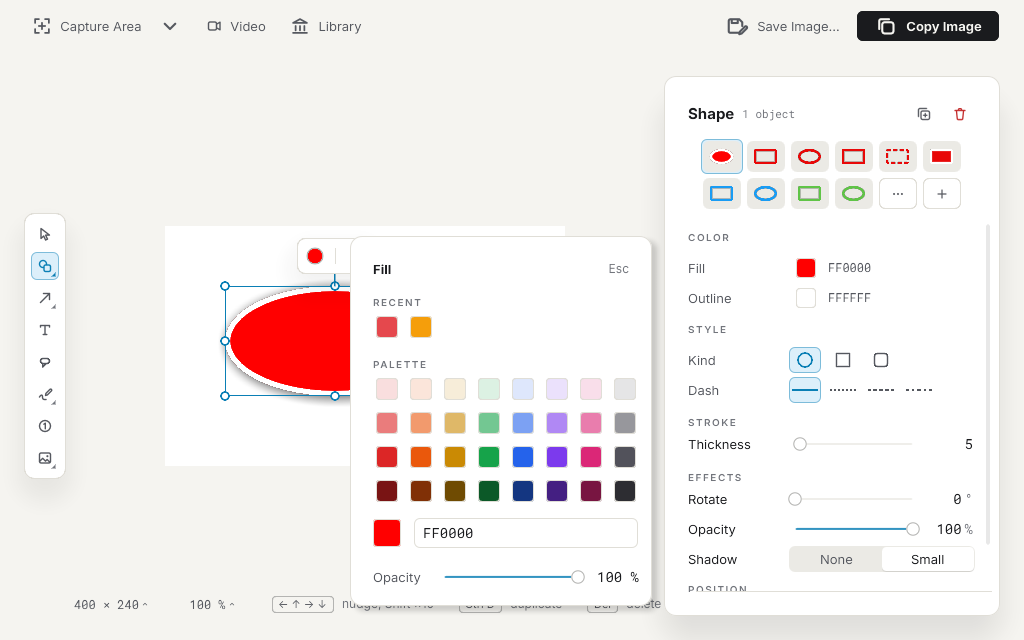 Capture Area
Video
Library
Save Image...
Copy Image
Shape 1 object
COLOR
Fill FF0000
Outline FFFFFF
STYLE
Kind
Dash
STROKE
Thickness 5
EFFECTS
Rotate 0 °
Opacity 100 %
Shadow None Small
POSITION
Fill Esc
RECENT
PALETTE
FF0000
Opacity 100 %
400 × 240
100 %
← ↑ → ↓ nudge, delete